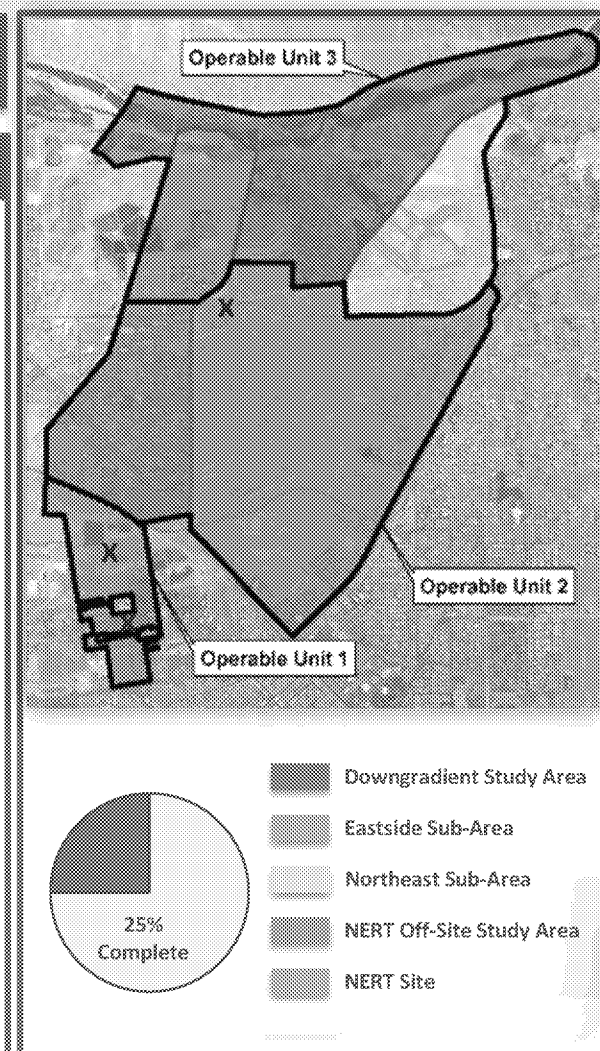 Operable Unit 3
X
Operable Unit 2
X
X
Operable Unit 1
Downgradient Study Area
Eastside Sub-Area
Northeast Sub-Area
25%
Complete
NERT Off-Site Study Area
NERT Site